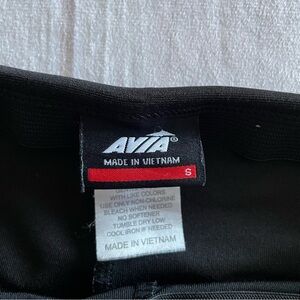 AVIA®
MADE IN VIETNAM
S
WITH LIKE COLORS
USE ONLY NON-CHLORINE
BLEACH WHEN NEEDED
NO SOFTENER
TUMBLE DRY LOW
COOL IRON IF NEEDED
MADE IN VIETNAM